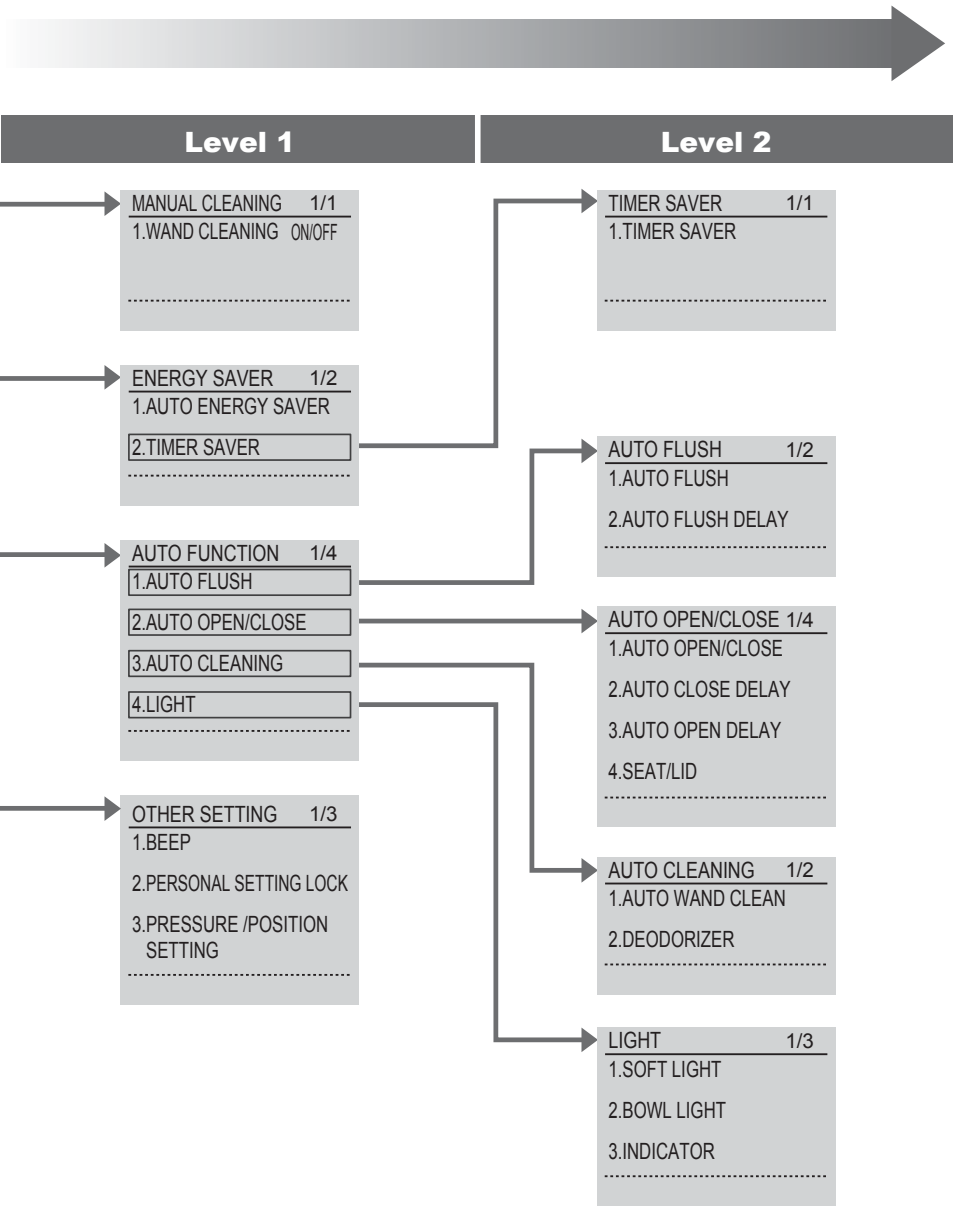 Level 1
Level 2
MANUAL CLEANING 1/1
1.WAND CLEANING ON/OFF
ENERGY SAVER 1/2
1.AUTO ENERGY SAVER
2.TIMER SAVER
AUTO FUNCTION 1/4
1.AUTO FLUSH
2.AUTO OPEN/CLOSE
3.AUTO CLEANING
4.LIGHT
OTHER SETTING 1/3
1.BEEP
2.PERSONAL SETTING LOCK
3.PRESSURE /POSITION
SETTING
TIMER SAVER 1/1
1.TIMER SAVER
AUTO FLUSH 1/2
1.AUTO FLUSH
2.AUTO FLUSH DELAY
AUTO OPEN/CLOSE 1/4
1.AUTO OPEN/CLOSE
2.AUTO CLOSE DELAY
3.AUTO OPEN DELAY
4.SEAT/LID
AUTO CLEANING 1/2
1.AUTO WAND CLEAN
2.DEODORIZER
LIGHT 1/3
1.SOFT LIGHT
2.BOWL LIGHT
3.INDICATOR